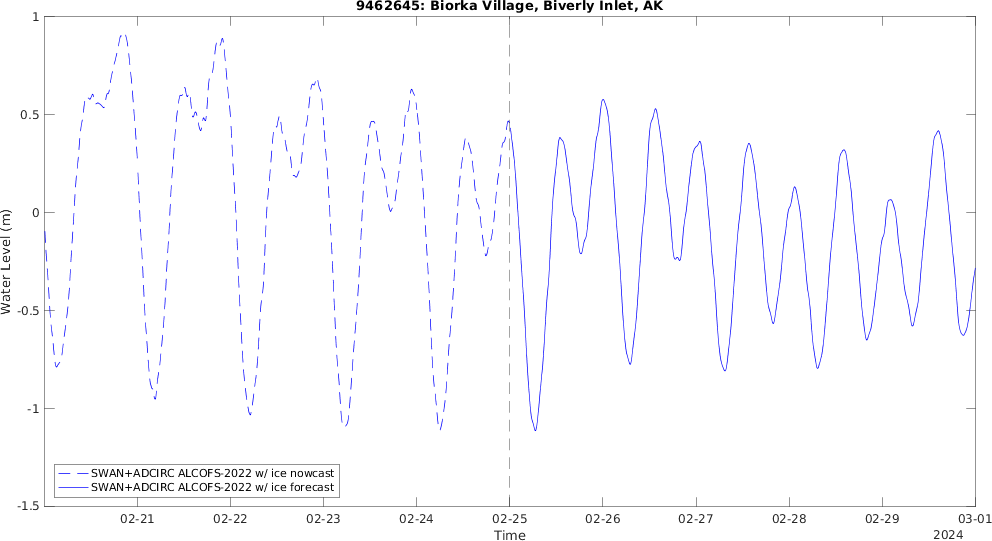 9462645: Biorka Village, Biverly Inlet, AK
1
0.5
0
-0.5
-1
-1.5
Water Level (m)
SWAN+ADCIRC ALCOFS-2022 w/ ice nowcast
SWAN+ADCIRC ALCOFS-2022 w/ ice forecast
02-21 02-22 02-23 02-24 02-25 02-26 02-27 02-28 02-29 03-01
Time
2024